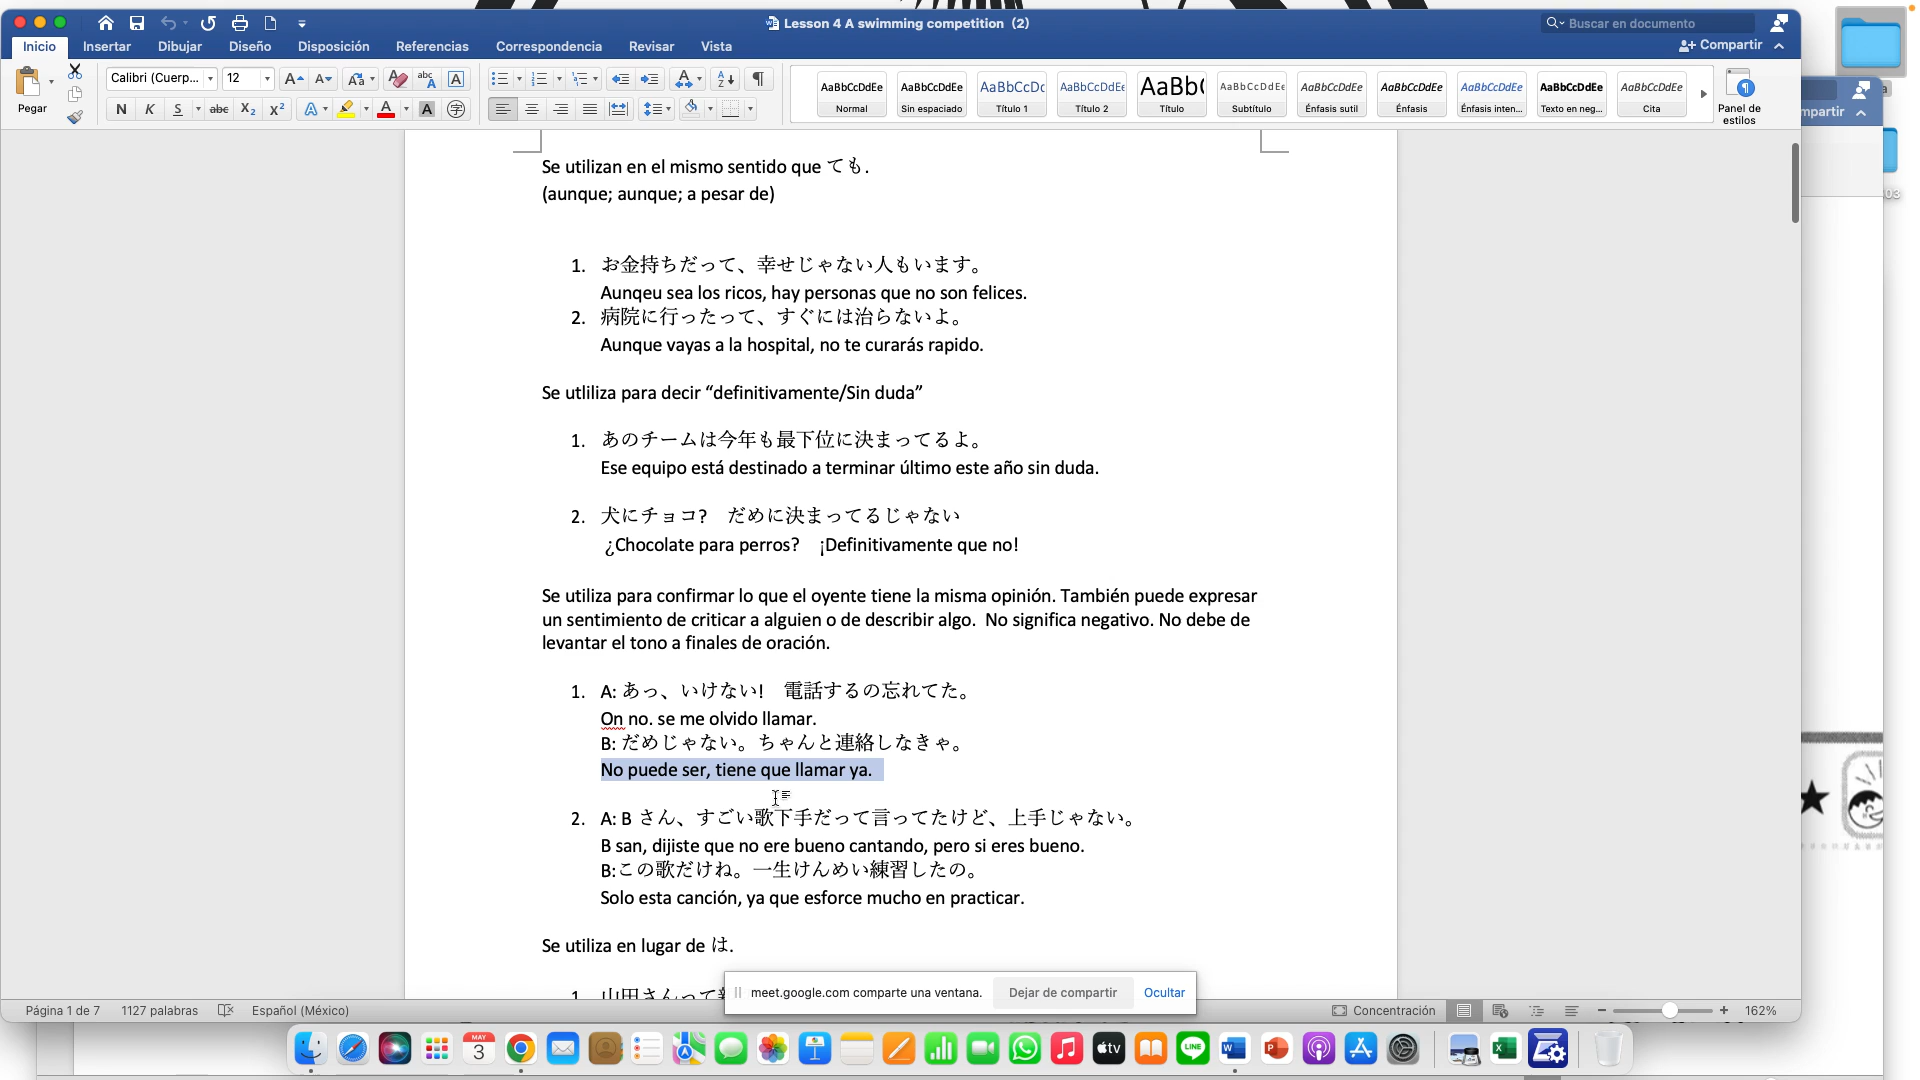 Lesson 4 A swimming competition (2)
Buscar en documento
Inicio Insertar Dibujar Diseño Disposición Referencias Correspondencia Revisar Vista
Compartir
Pegar
Calibri (Cuerp... 12
N K S abc X₂ X²
AaBbCcDdEe AaBbCcDdEe AaBbCcDc AaBbCcDdEe AaBb( AaBbCcDdEe AaBbCcDdEe AaBbCcDdEe AaBbCcDdEe AaBbCcDdEe AaBbCcDdEe
Normal Sin espaciado Título 1 Título 2 Título Subtítulo Énfasis sutil Énfasis Énfasis inten... Texto en neg... Cita
Panel de estilos
mpartir
Se utilizan en el mismo sentido que ても.
(aunque; aunque; a pesar de)
1. お金持ちだって、幸せじゃない人もいます。
Aunqeu sea los ricos, hay personas que no son felices.
2. 病院に行ったって、すぐには治らないよ。
Aunque vayas a la hospital, no te curarás rapido.
Se utliliza para decir “definitivamente/Sin duda”
1. あのチームは今年も最下位に決まってるよ。
Ese equipo está destinado a terminar último este año sin duda.
2. 犬にチョコ? だめに決まってるじゃない
¿Chocolate para perros? ¡Definitivamente que no!
Se utiliza para confirmar lo que el oyente tiene la misma opinión. También puede expresar
un sentimiento de criticar a alguien o de describir algo. No significa negativo. No debe de
levantar el tono a finales de oración.
1. A: あっ、いけない! 電話するの忘れてた。
On no. se me olvido llamar.
B: だめじゃない。ちゃんと連絡しなきゃ。
No puede ser, tiene que llamar ya.
2. A: B さん、すごい歌下手だって言ってたけど、上手じゃない。
B san, dijiste que no ere bueno cantando, pero si eres bueno.
B:この歌だけね。一生けんめい練習したの。
Solo esta canción, ya que esforce mucho en practicar.
Se utiliza en lugar de は.
1. 山田さんって
meet.google.com comparte una ventana. Dejar de compartir Ocultar
Página 1 de 7 1127 palabras Español (México) Concentración 162%
MAY
3
tv
LINE